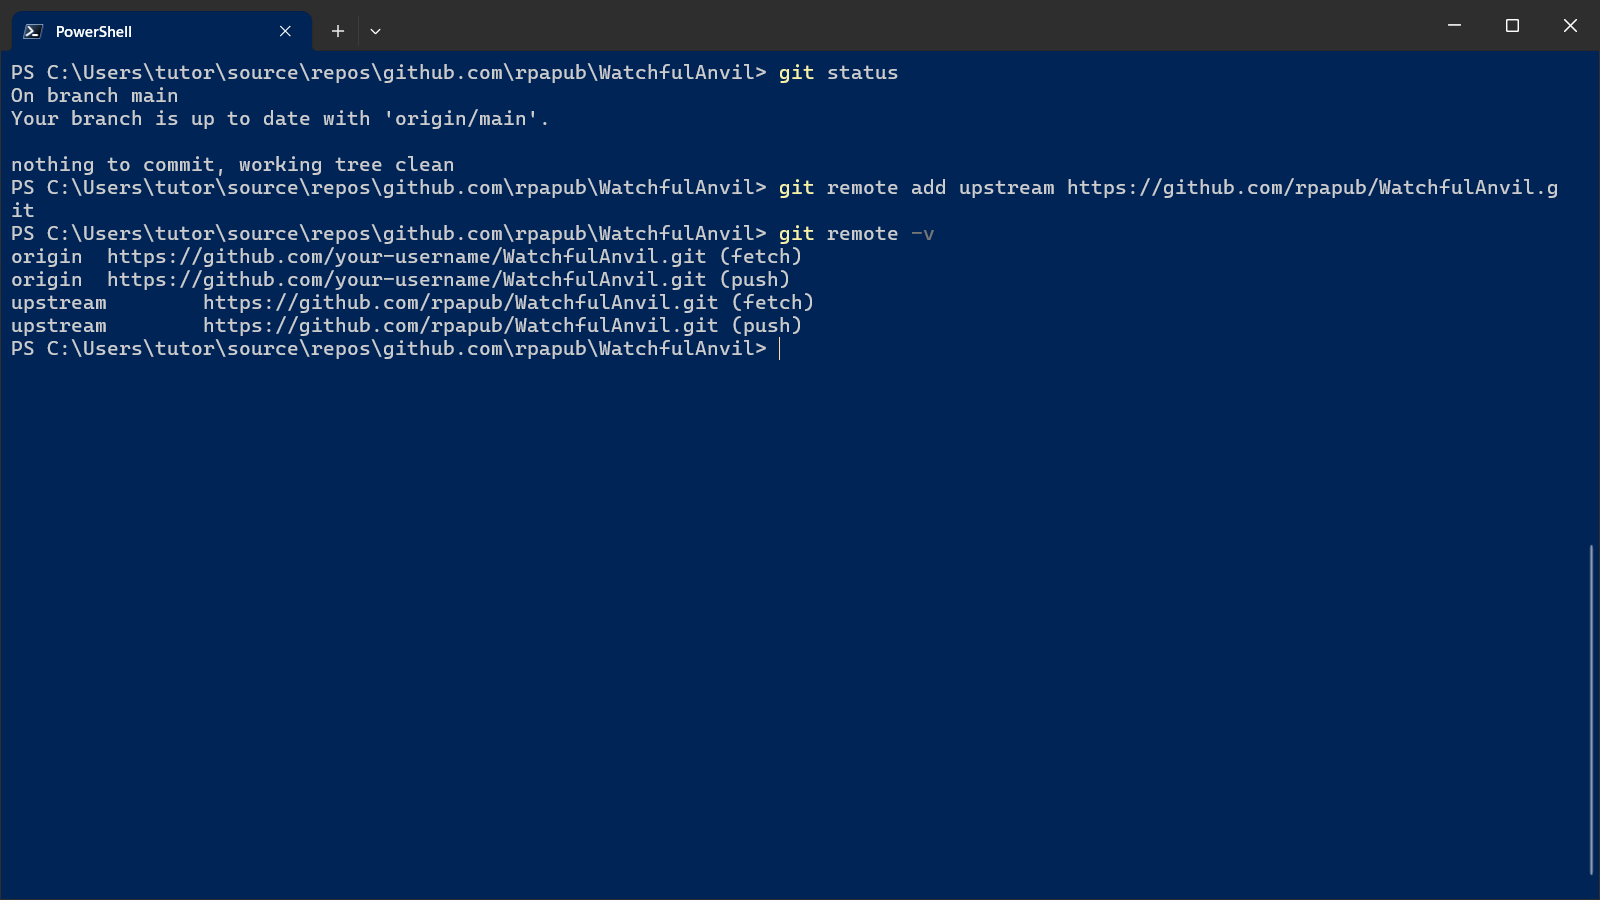 PowerShell
PS C:\Users\tutor\source\repos\github.com\rpapub\WatchfulAnvil> git status
On branch main
Your branch is up to date with 'origin/main'.
nothing to commit, working tree clean
PS C:\Users\tutor\source\repos\github.com\rpapub\WatchfulAnvil> git remote add upstream https://github.com/rpapub/WatchfulAnvil.g
it
PS C:\Users\tutor\source\repos\github.com\rpapub\WatchfulAnvil> git remote -v
origin  https://github.com/your-username/WatchfulAnvil.git (fetch)
origin  https://github.com/your-username/WatchfulAnvil.git (push)
upstream        https://github.com/rpapub/WatchfulAnvil.git (fetch)
upstream        https://github.com/rpapub/WatchfulAnvil.git (push)
PS C:\Users\tutor\source\repos\github.com\rpapub\WatchfulAnvil>